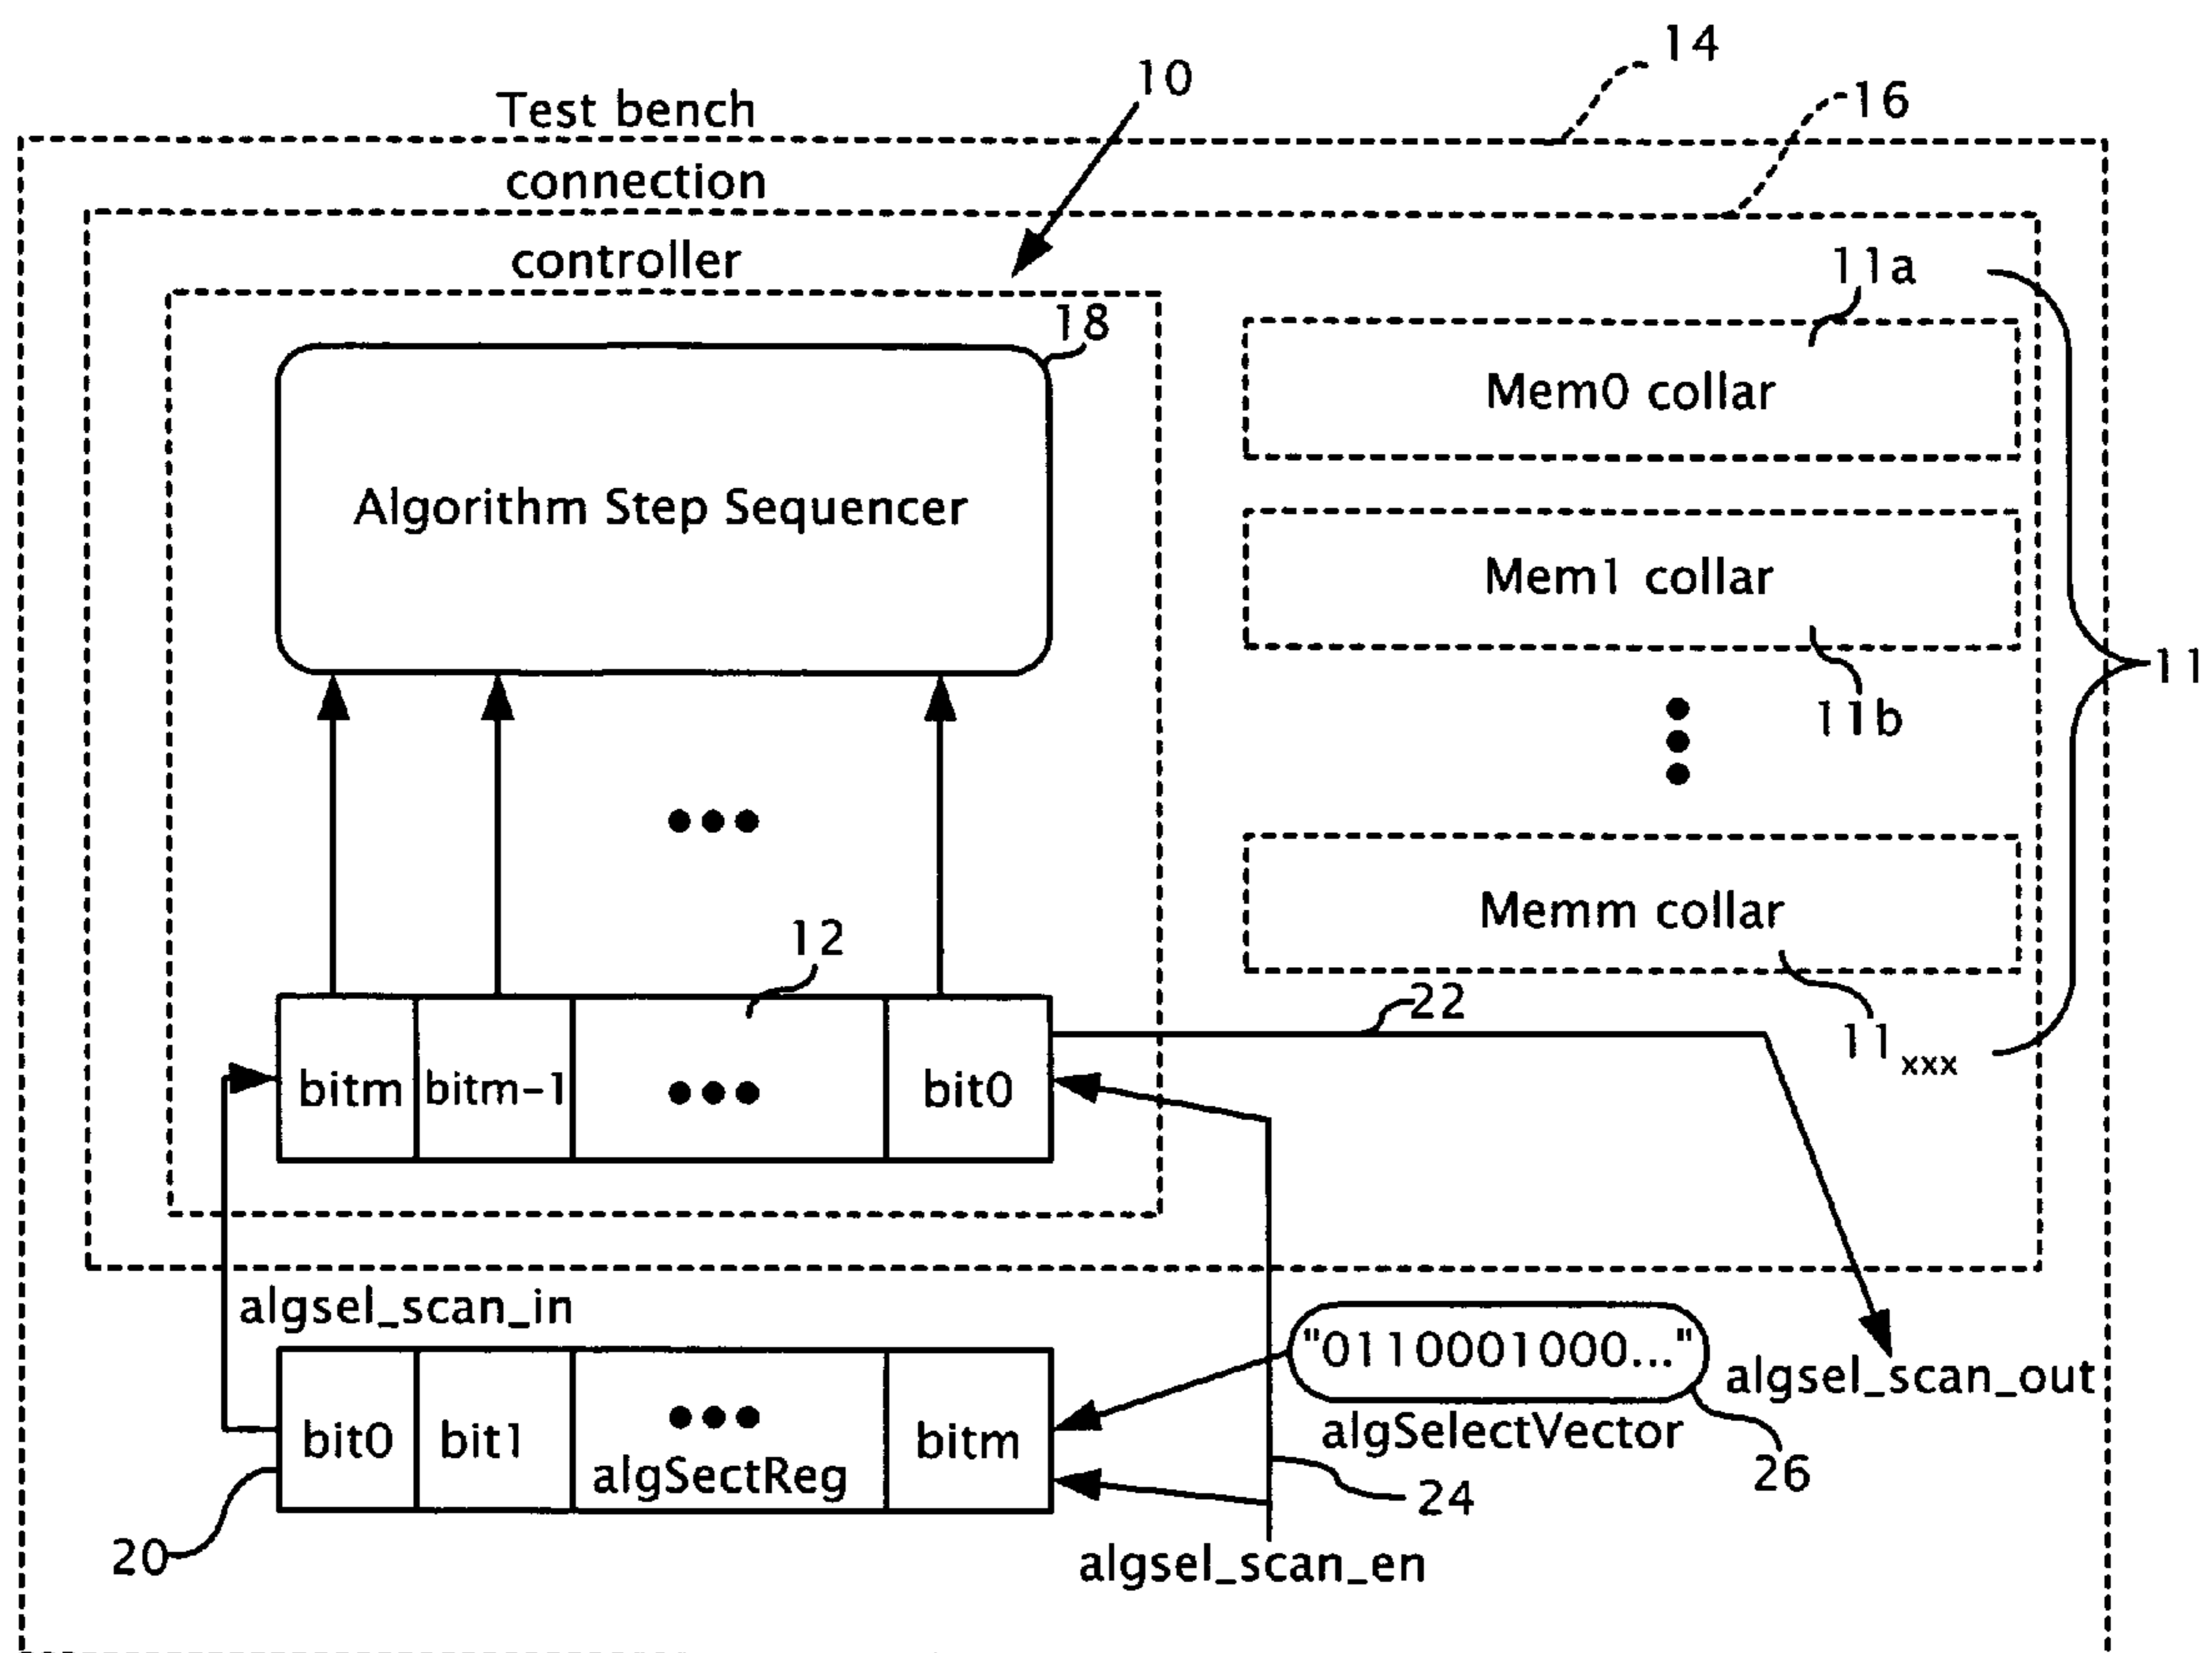 14
10
16
Test bench
connection
controller
11a
18
Mem0 collar
Algorithm Step Sequencer
Mem1 collar
11
11b
Memm collar
12
22
11xxx
bitm bitm-1 ••• bit0
algsel_scan_in
"0110001000..."
algsel_scan_out
algSelectVector
bit0 bit1 ••• bitm
algSectReg
26
24
20
algsel_scan_en